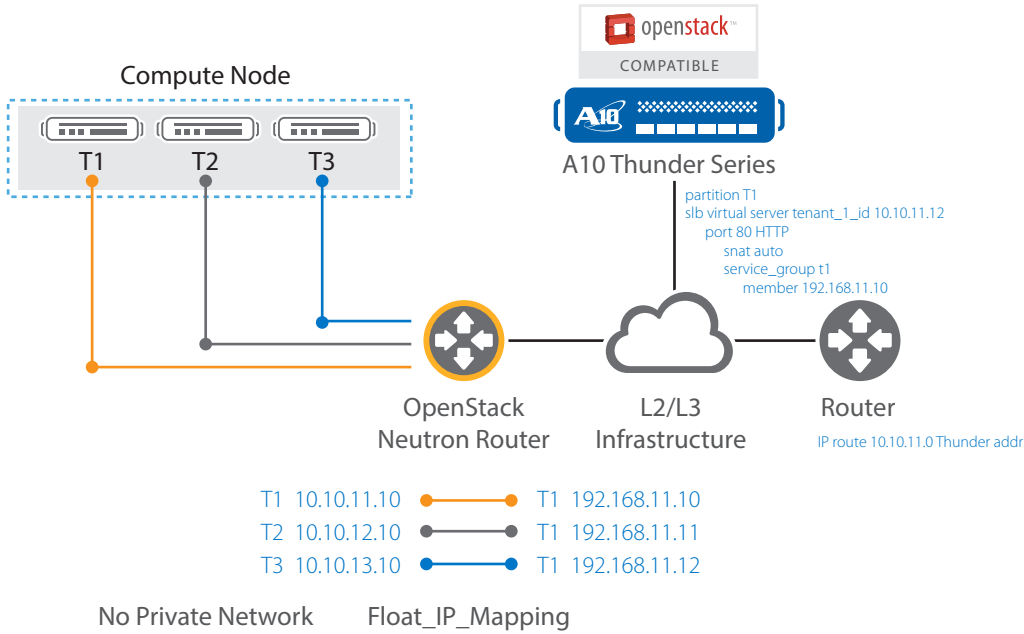 openstack™
COMPATIBLE
Compute Node
T1 T2 T3
A10
A10 Thunder Series
partition T1
slb virtual server tenant_1_id 10.10.11.12
port 80 HTTP
snat auto
service_group t1
member 192.168.11.10
OpenStack
Neutron Router
L2/L3
Infrastructure
Router
IP route 10.10.11.0 Thunder addr
T1 10.10.11.10 T1 192.168.11.10
T2 10.10.12.10 T1 192.168.11.11
T3 10.10.13.10 T1 192.168.11.12
No Private Network Float_IP_Mapping